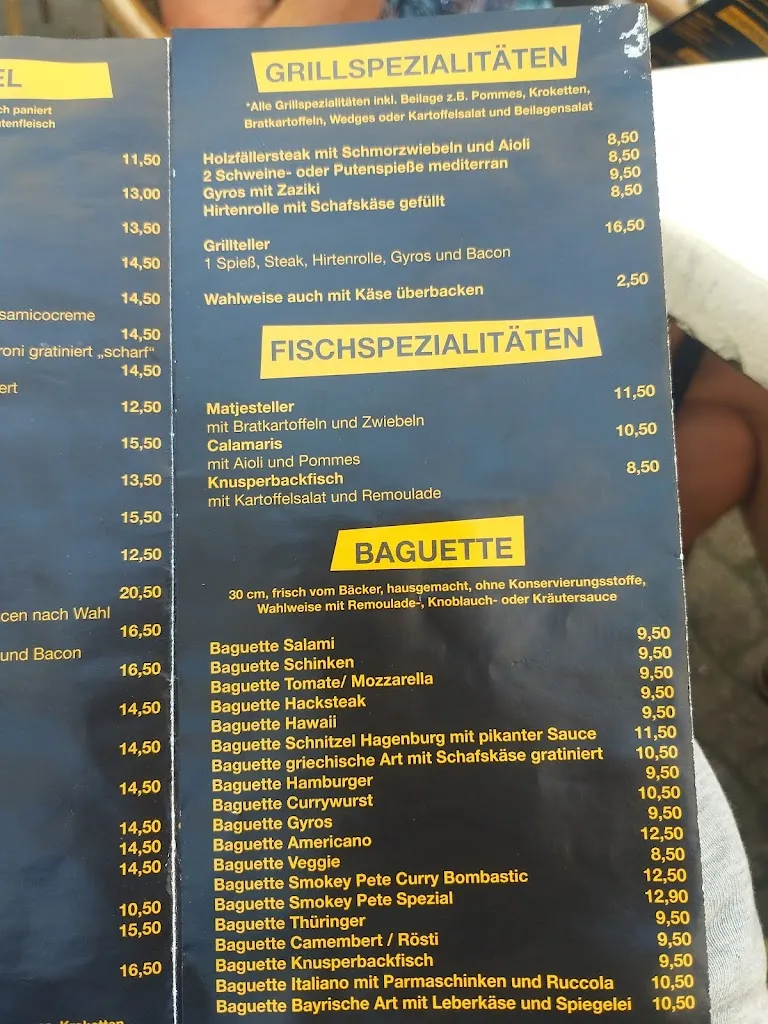 EL
ch paniert
tenfleisch
11,50
13,00
13,50
14,50
14,50
samicocreme
14,50
roni gratiniert „scharf"
14,50
ert
12,50
15,50
13,50
15,50
12,50
20,50
cen nach Wahl
16,50
und Bacon
16,50
14,50
14,50
14,50
14,50
14,50
14,50
10,50
15,50
16,50
GRILLSPEZIALITÄTEN
*Alle Grillspezialitäten inkl. Beilage z.B. Pommes, Kroketten,
Bratkartoffeln, Wedges oder Kartoffelsalat und Beilagensalat
Holzfällersteak mit Schmorzwiebeln und Aioli 8,50
2 Schweine- oder Putenspieße mediterran 8,50
Gyros mit Zaziki 9,50
Hirtenrolle mit Schafskäse gefüllt 8,50
Grillteller 16,50
1 Spieß, Steak, Hirtenrolle, Gyros und Bacon
Wahlweise auch mit Käse überbacken 2,50
FISCHSPEZIALITÄTEN
Matjesteller 11,50
mit Bratkartoffeln und Zwiebeln
Calamaris 10,50
mit Aioli und Pommes
Knusperbackfisch 8,50
mit Kartoffelsalat und Remoulade
BAGUETTE
30 cm, frisch vom Bäcker, hausgemacht, ohne Konservierungsstoffe,
Wahlweise mit Remoulade-, Knoblauch- oder Kräutersauce
Baguette Salami 9,50
Baguette Schinken 9,50
Baguette Tomate/ Mozzarella 9,50
Baguette Hacksteak 9,50
Baguette Hawaii 9,50
Baguette Schnitzel Hagenburg mit pikanter Sauce 11,50
Baguette griechische Art mit Schafskäse gratiniert 10,50
Baguette Hamburger 9,50
Baguette Currywurst 10,50
Baguette Gyros 9,50
Baguette Americano 12,50
Baguette Veggie 8,50
Baguette Smokey Pete Curry Bombastic 12,50
Baguette Smokey Pete Spezial 12,90
Baguette Thüringer 9,50
Baguette Camembert / Rösti 9,50
Baguette Knusperbackfisch 9,50
Baguette Italiano mit Parmaschinken und Ruccola 10,50
Baguette Bayrische Art mit Leberkäse und Spiegelei 10,50